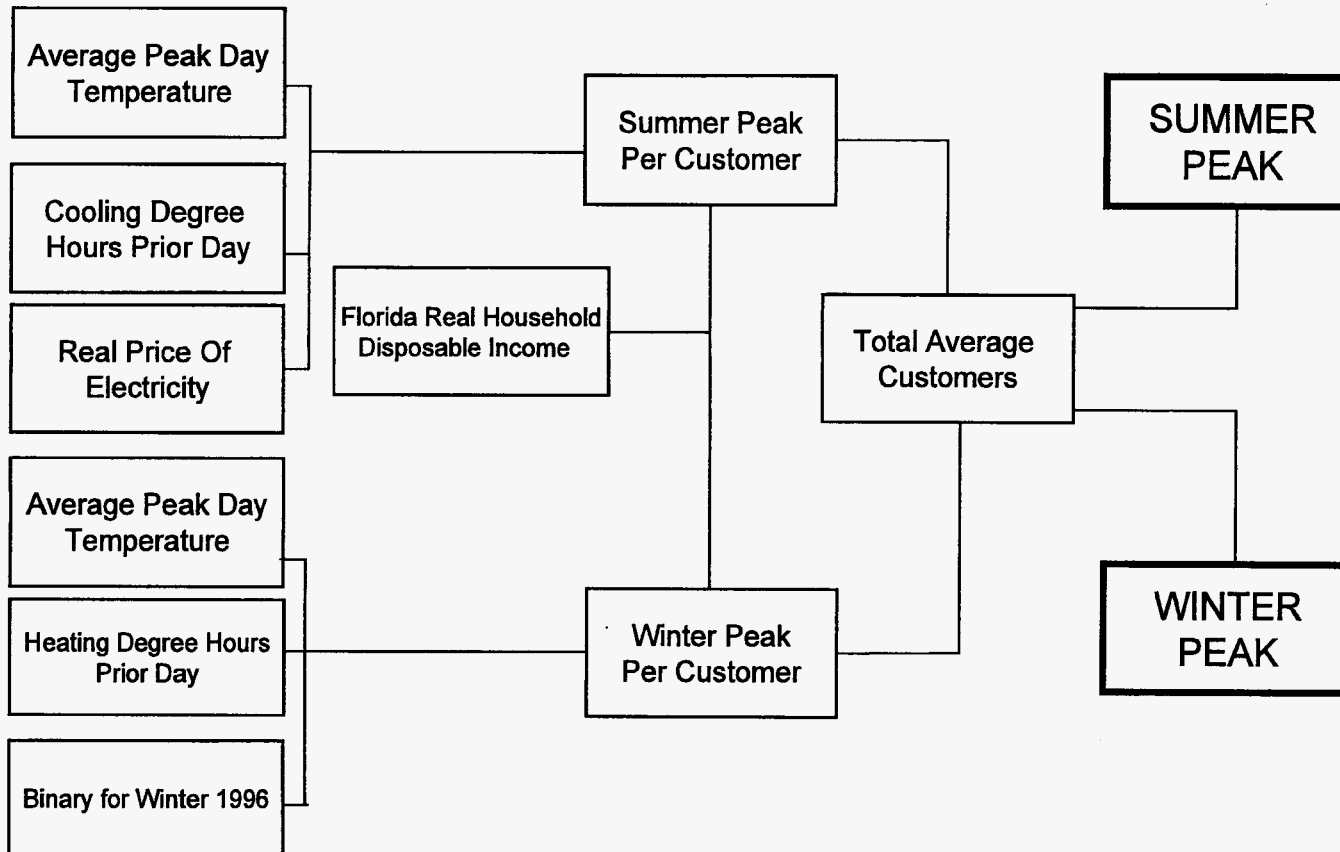 Average Peak Day
Temperature
Cooling Degree
Hours Prior Day
Real Price Of
Electricity
Average Peak Day
Temperature
Heating Degree Hours
Prior Day
Binary for Winter 1996
Florida Real Household
Disposable Income
Summer Peak
Per Customer
Winter Peak
Per Customer
Total Average
Customers
SUMMER
PEAK
WINTER
PEAK